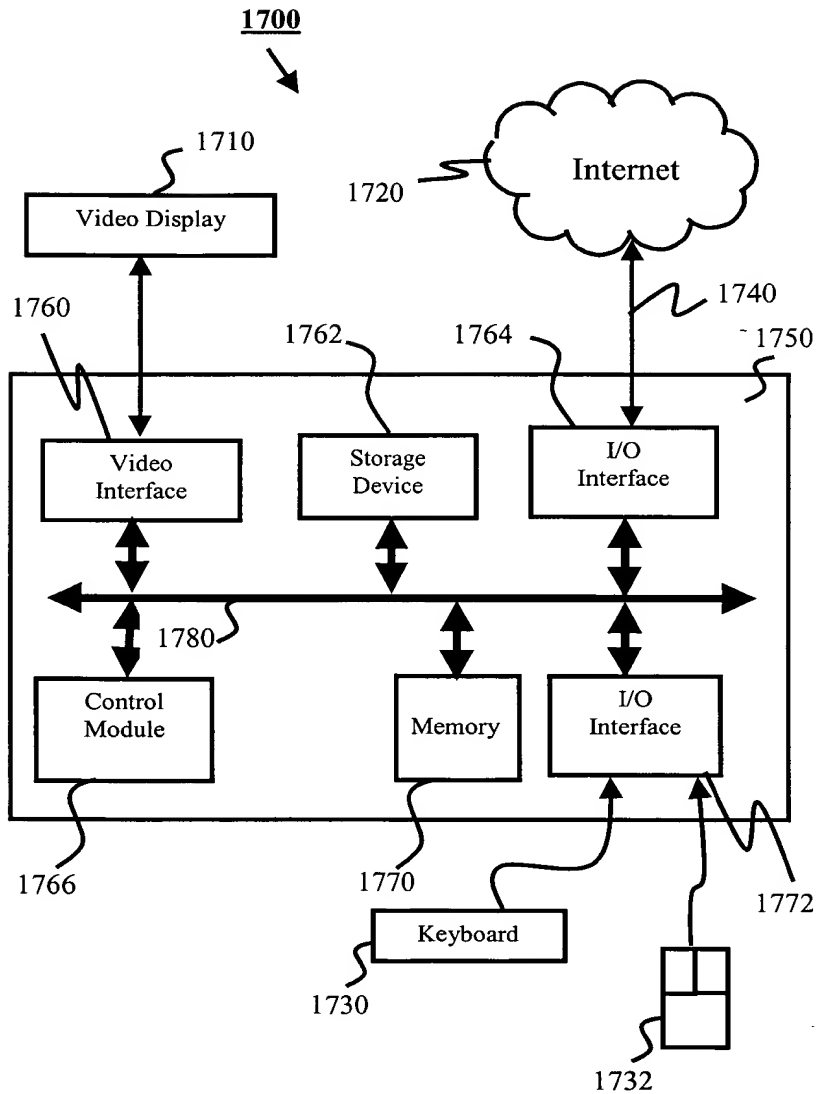 1700
1710
Video Display
1720
Internet
1740
1760
1762
1764
1750
Video
Interface
Storage
Device
I/O
Interface
1780
Control
Module
Memory
I/O
Interface
1766
1770
1772
Keyboard
1730
1732